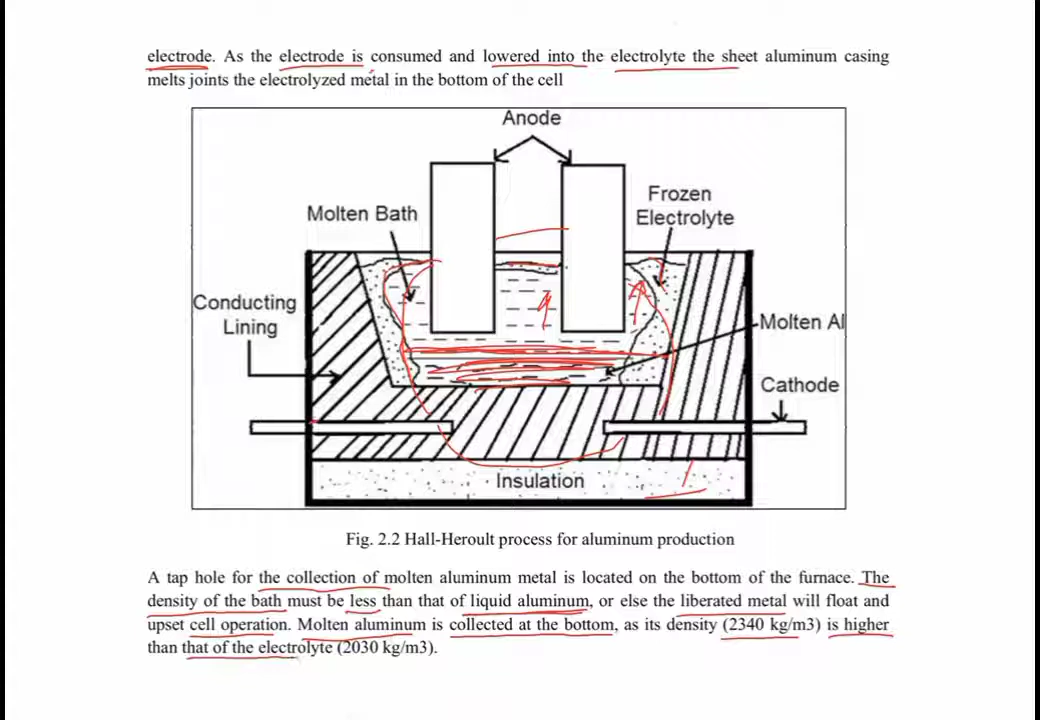 electrode. As the electrode is consumed and lowered into the electrolyte the sheet aluminum casing
melts joints the electrolyzed metal in the bottom of the cell
Anode
Molten Bath
Frozen
Electrolyte
Conducting
Lining
Molten Al
Cathode
Insulation
Fig. 2.2 Hall-Heroult process for aluminum production
A tap hole for the collection of molten aluminum metal is located on the bottom of the furnace. The
density of the bath must be less than that of liquid aluminum, or else the liberated metal will float and
upset cell operation. Molten aluminum is collected at the bottom, as its density (2340 kg/m3) is higher
than that of the electrolyte (2030 kg/m3).